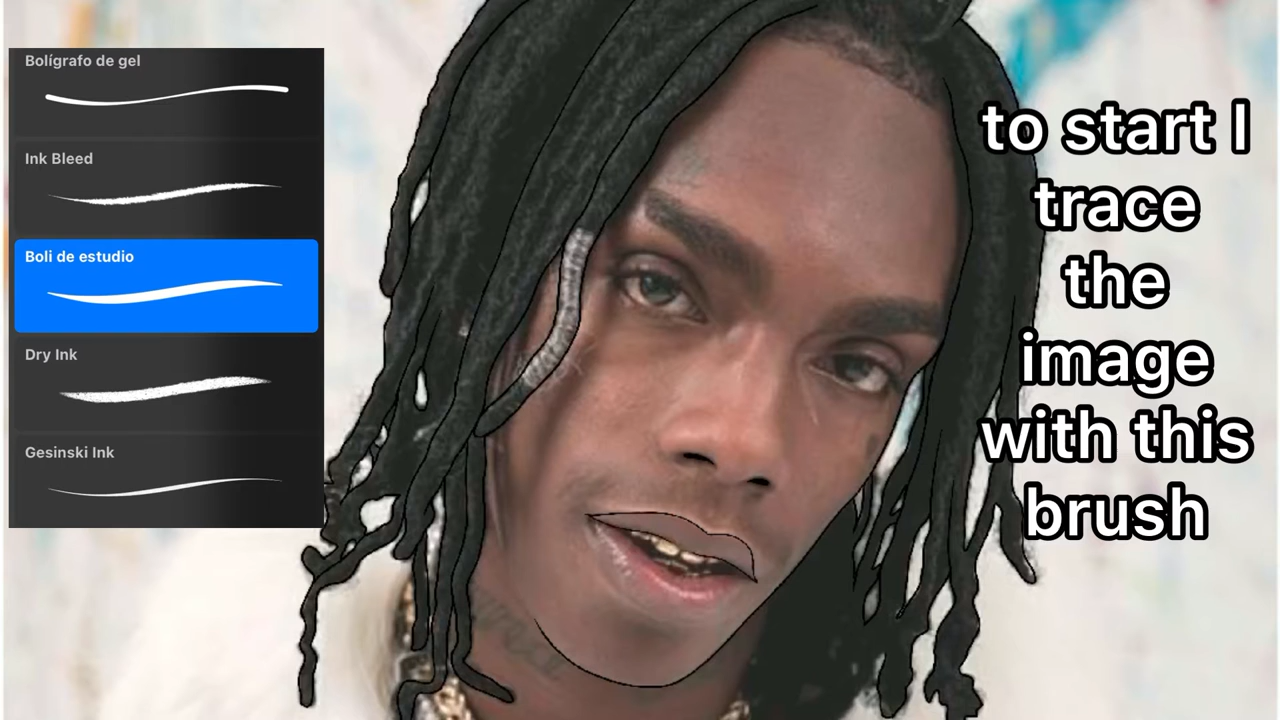 Bolígrafo de gel
Ink Bleed
Boli de estudio
Dry Ink
Gesinski Ink
to start I
trace
the
image
with this
brush